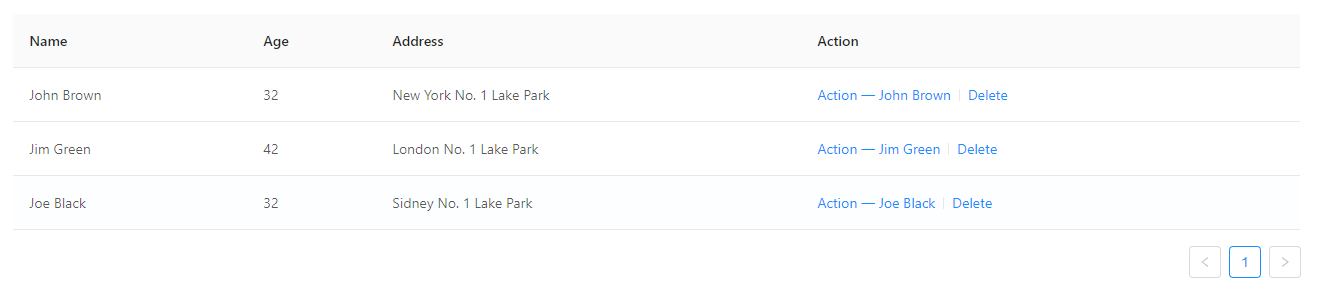 Name Age Address Action
John Brown 32 New York No. 1 Lake Park Action — John Brown Delete
Jim Green 42 London No. 1 Lake Park Action — Jim Green Delete
Joe Black 32 Sidney No. 1 Lake Park Action — Joe Black Delete
< 1 >